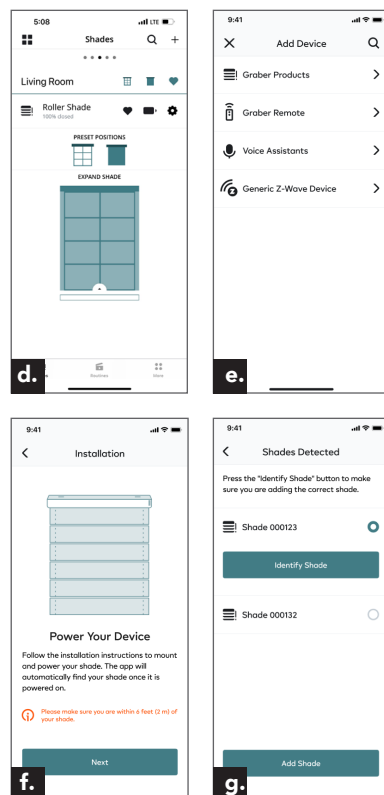 5:08
LTE
Shades
Living Room
Roller Shade
100% closed
PRESET POSITIONS
EXPAND SHADE
Routines
More
d.
9:41
Add Device
Graber Products
Graber Remote
Voice Assistants
Generic Z-Wave Device
e.
9:41
Installation
Power Your Device
Follow the installation instructions to mount
and power your shade. The app will
automatically find your shade once it is
powered on.
Please make sure you are within 6 feet (2 m) of
your shade.
Next
f.
9:41
Shades Detected
Press the "Identify Shade" button to make
sure you are adding the correct shade.
Shade 000123
Identify Shade
Shade 000132
Add Shade
g.